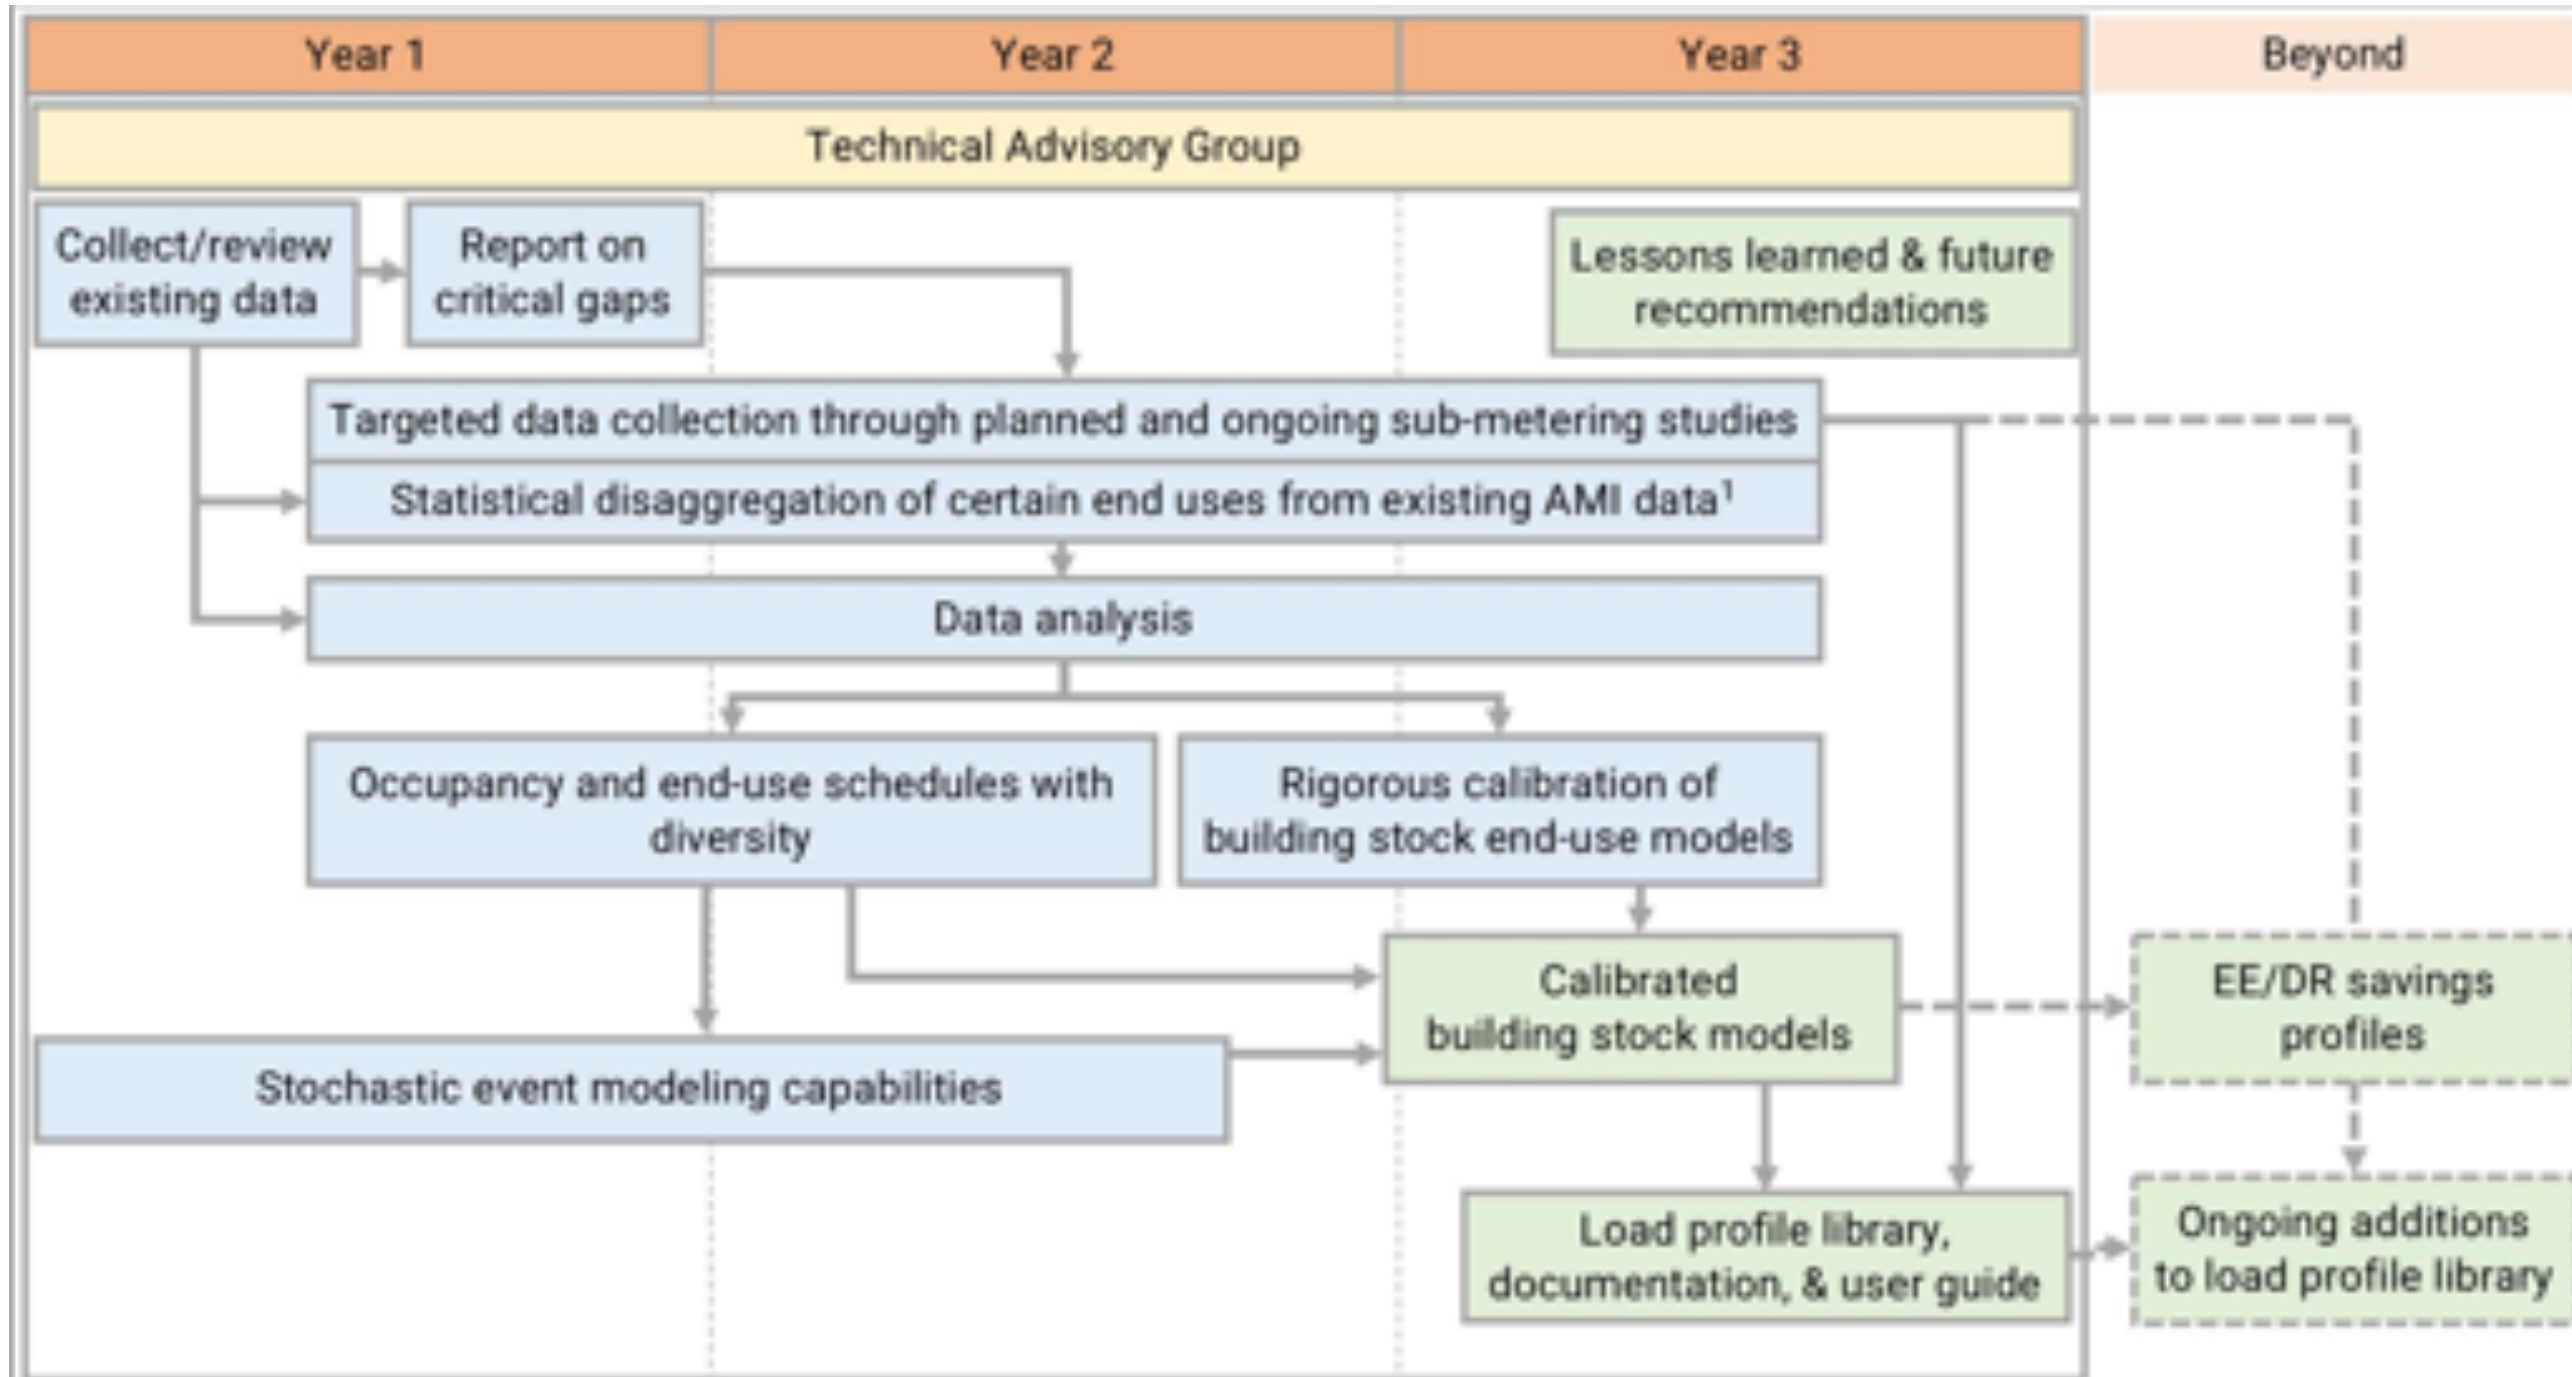 Year 1
Year 2
Year 3
Beyond
Technical Advisory Group
Collect/review
existing data
Report on
critical gaps
Lessons learned & future
recommendations
Targeted data collection through planned and ongoing sub-metering studies
Statistical disaggregation of certain end uses from existing AMI data¹
Data analysis
Occupancy and end-use schedules with
diversity
Rigorous calibration of
building stock end-use models
Calibrated
building stock models
EE/DR savings
profiles
Stochastic event modeling capabilities
Load profile library,
documentation, & user guide
Ongoing additions
to load profile library